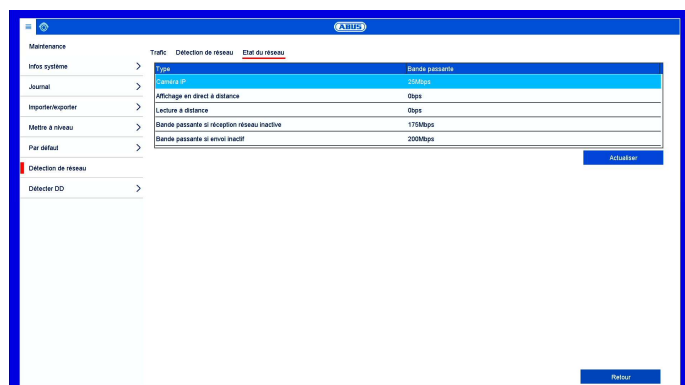 ABUS
Maintenance
Infos système
Journal
Importer/exporter
Mettre à niveau
Par défaut
Détection de réseau
Détecter DD
Trafic Détection de réseau Etat du réseau
Type Bande passante
Caméra IP 25Mbps
Affichage en direct à distance 0bps
Lecture à distance 0bps
Bande passante si réception réseau inactive 175Mbps
Bande passante si envoi inactif 200Mbps
Actualiser
Retour